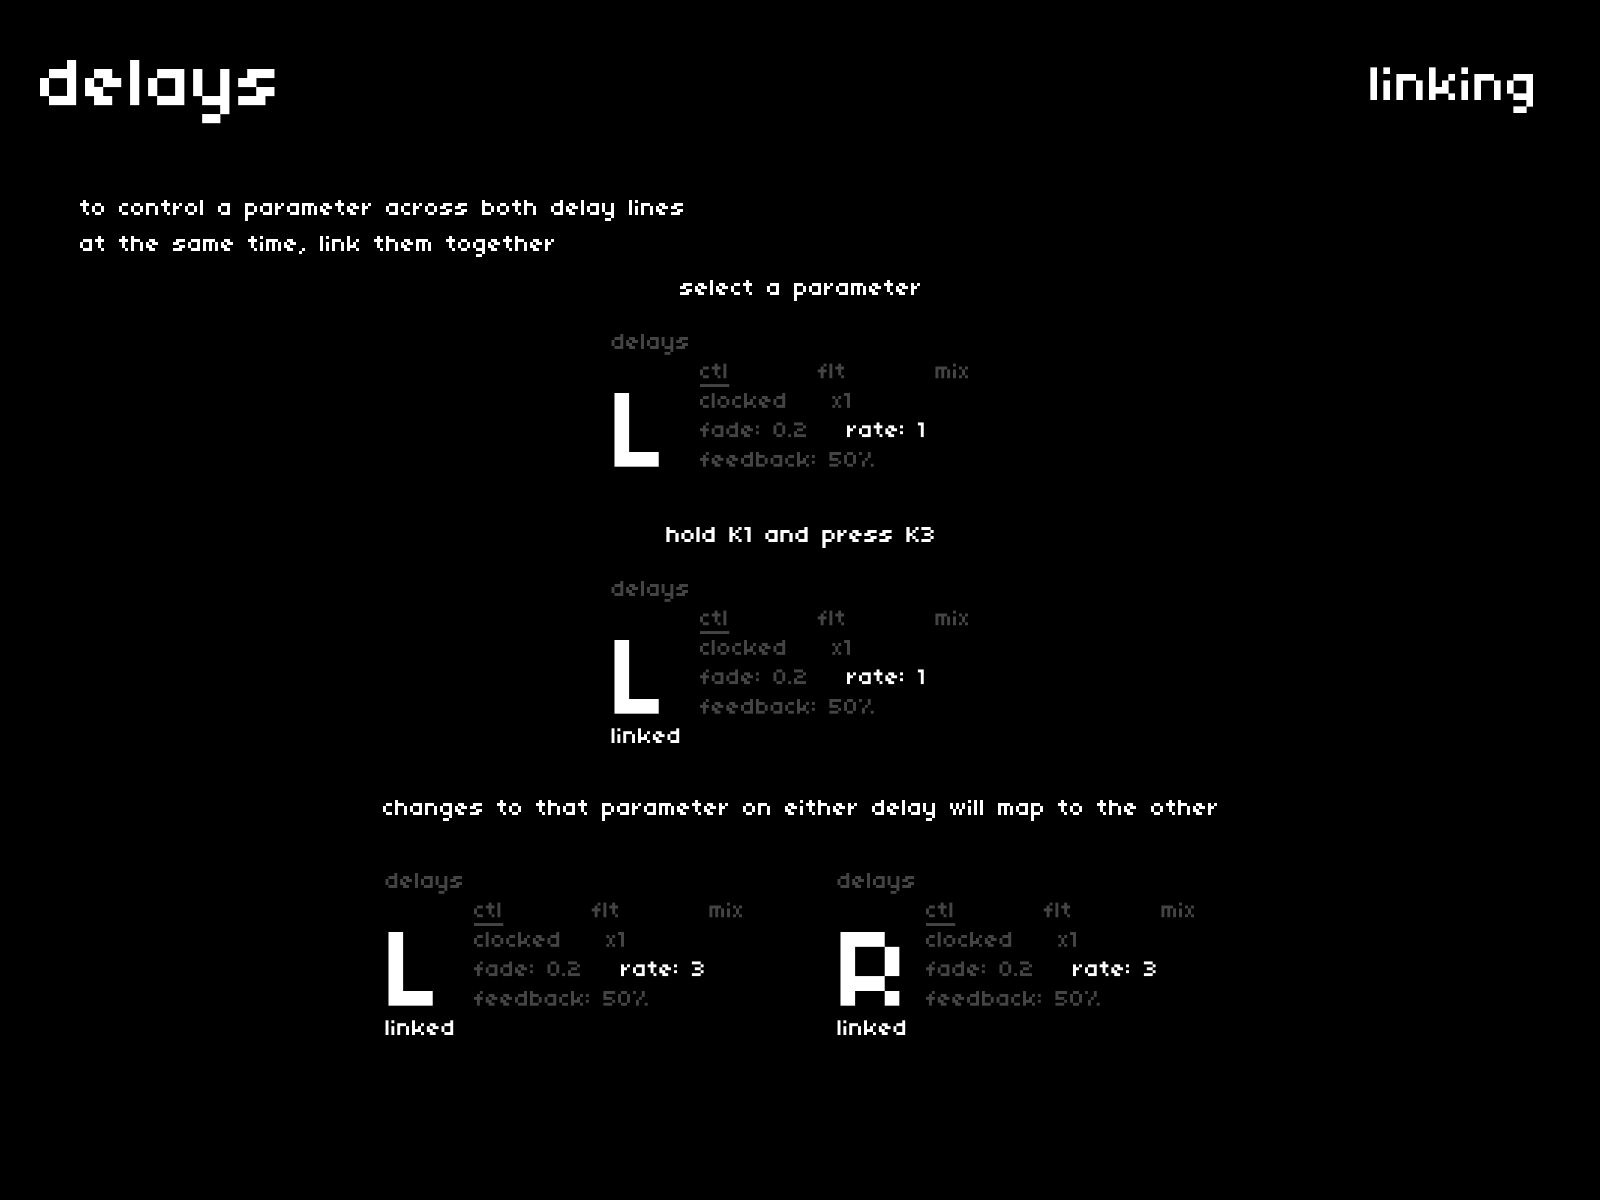 delays
linking
to control a parameter across both delay lines
at the same time, link them together
select a parameter
delays
ctl flt mix
clocked x1
L
fade: 0.2 rate: 1
feedback: 50%
hold K1 and press K3
delays
ctl flt mix
clocked x1
L
fade: 0.2 rate: 1
feedback: 50%
linked
changes to that parameter on either delay will map to the other
delays
ctl flt mix
clocked x1
L
fade: 0.2 rate: 3
feedback: 50%
linked
delays
ctl flt mix
clocked x1
R
fade: 0.2 rate: 3
feedback: 50%
linked